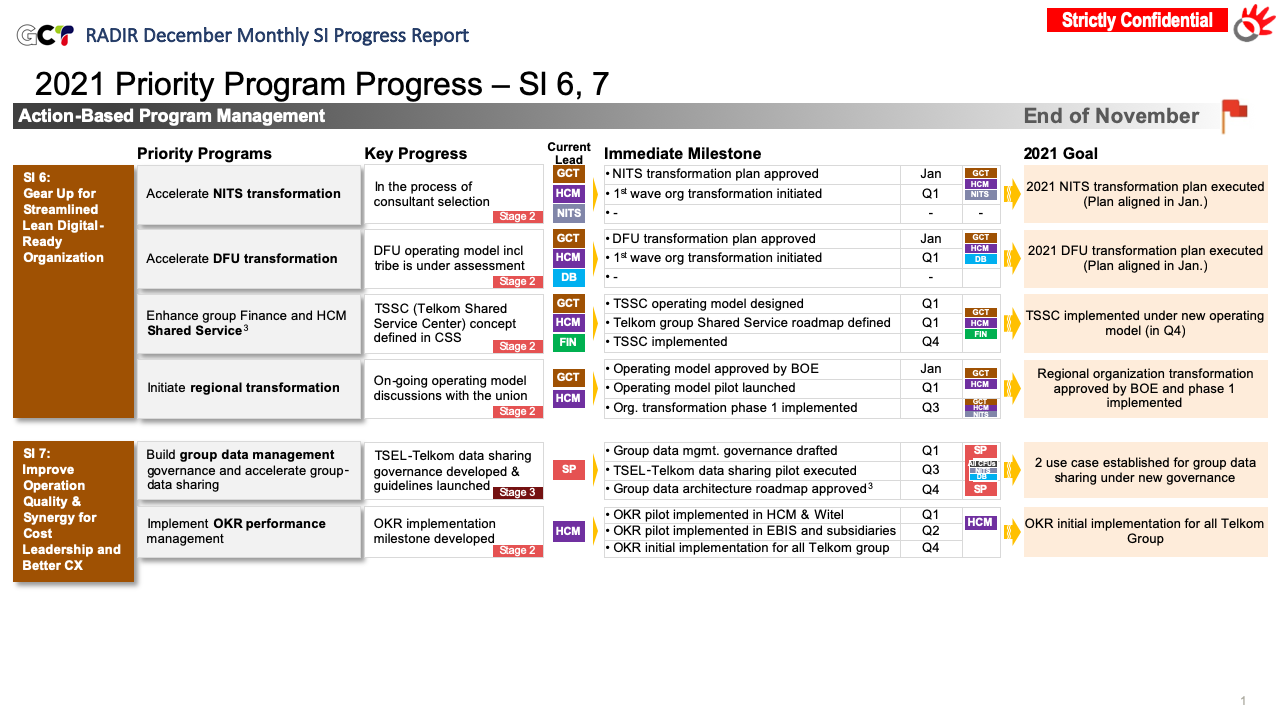 GCT RADIR December Monthly SI Progress Report
Strictly Confidential
2021 Priority Program Progress – SI 6, 7
Action-Based Program Management
End of November
Priority Programs
Key Progress
Current
Lead
Immediate Milestone
2021 Goal
SI 6:
Gear Up for
Streamlined
Lean Digital-
Ready
Organization
Accelerate NITS transformation
In the process of
consultant selection
Stage 2
GCT
HCM
NITS
• NITS transformation plan approved Jan
• 1st wave org transformation initiated Q1
• - - -
GCT
HCM
NITS
2021 NITS transformation plan executed
(Plan aligned in Jan.)
Accelerate DFU transformation
DFU operating model incl
tribe is under assessment
Stage 2
GCT
HCM
DB
• DFU transformation plan approved Jan
• 1st wave org transformation initiated Q1
• - -
GCT
HCM
DB
2021 DFU transformation plan executed
(Plan aligned in Jan.)
Enhance group Finance and HCM
Shared Service3
TSSC (Telkom Shared
Service Center) concept
defined in CSS
Stage 2
GCT
HCM
FIN
• TSSC operating model designed Q1
• Telkom group Shared Service roadmap defined Q1
• TSSC implemented Q4
GCT
HCM
FIN
TSSC implemented under new operating
model (in Q4)
Initiate regional transformation
On-going operating model
discussions with the union
Stage 2
GCT
HCM
• Operating model approved by BOE Jan
• Operating model pilot launched Q1
• Org. transformation phase 1 implemented Q3
GCT
HCM
GCT
HCM
NITS
Regional organization transformation
approved by BOE and phase 1
implemented
SI 7:
Improve
Operation
Quality &
Synergy for
Cost
Leadership and
Better CX
Build group data management
governance and accelerate group-
data sharing
TSEL-Telkom data sharing
governance developed &
guidelines launched
Stage 3
SP
• Group data mgmt. governance drafted Q1
• TSEL-Telkom data sharing pilot executed Q3
• Group data architecture roadmap approved3 Q4
SP
All CFUs
NITS
DB
SP
2 use case established for group data
sharing under new governance
Implement OKR performance
management
OKR implementation
milestone developed
Stage 2
HCM
• OKR pilot implemented in HCM & Witel Q1
• OKR pilot implemented in EBIS and subsidiaries Q2
• OKR initial implementation for all Telkom group Q4
HCM
OKR initial implementation for all Telkom
Group
1